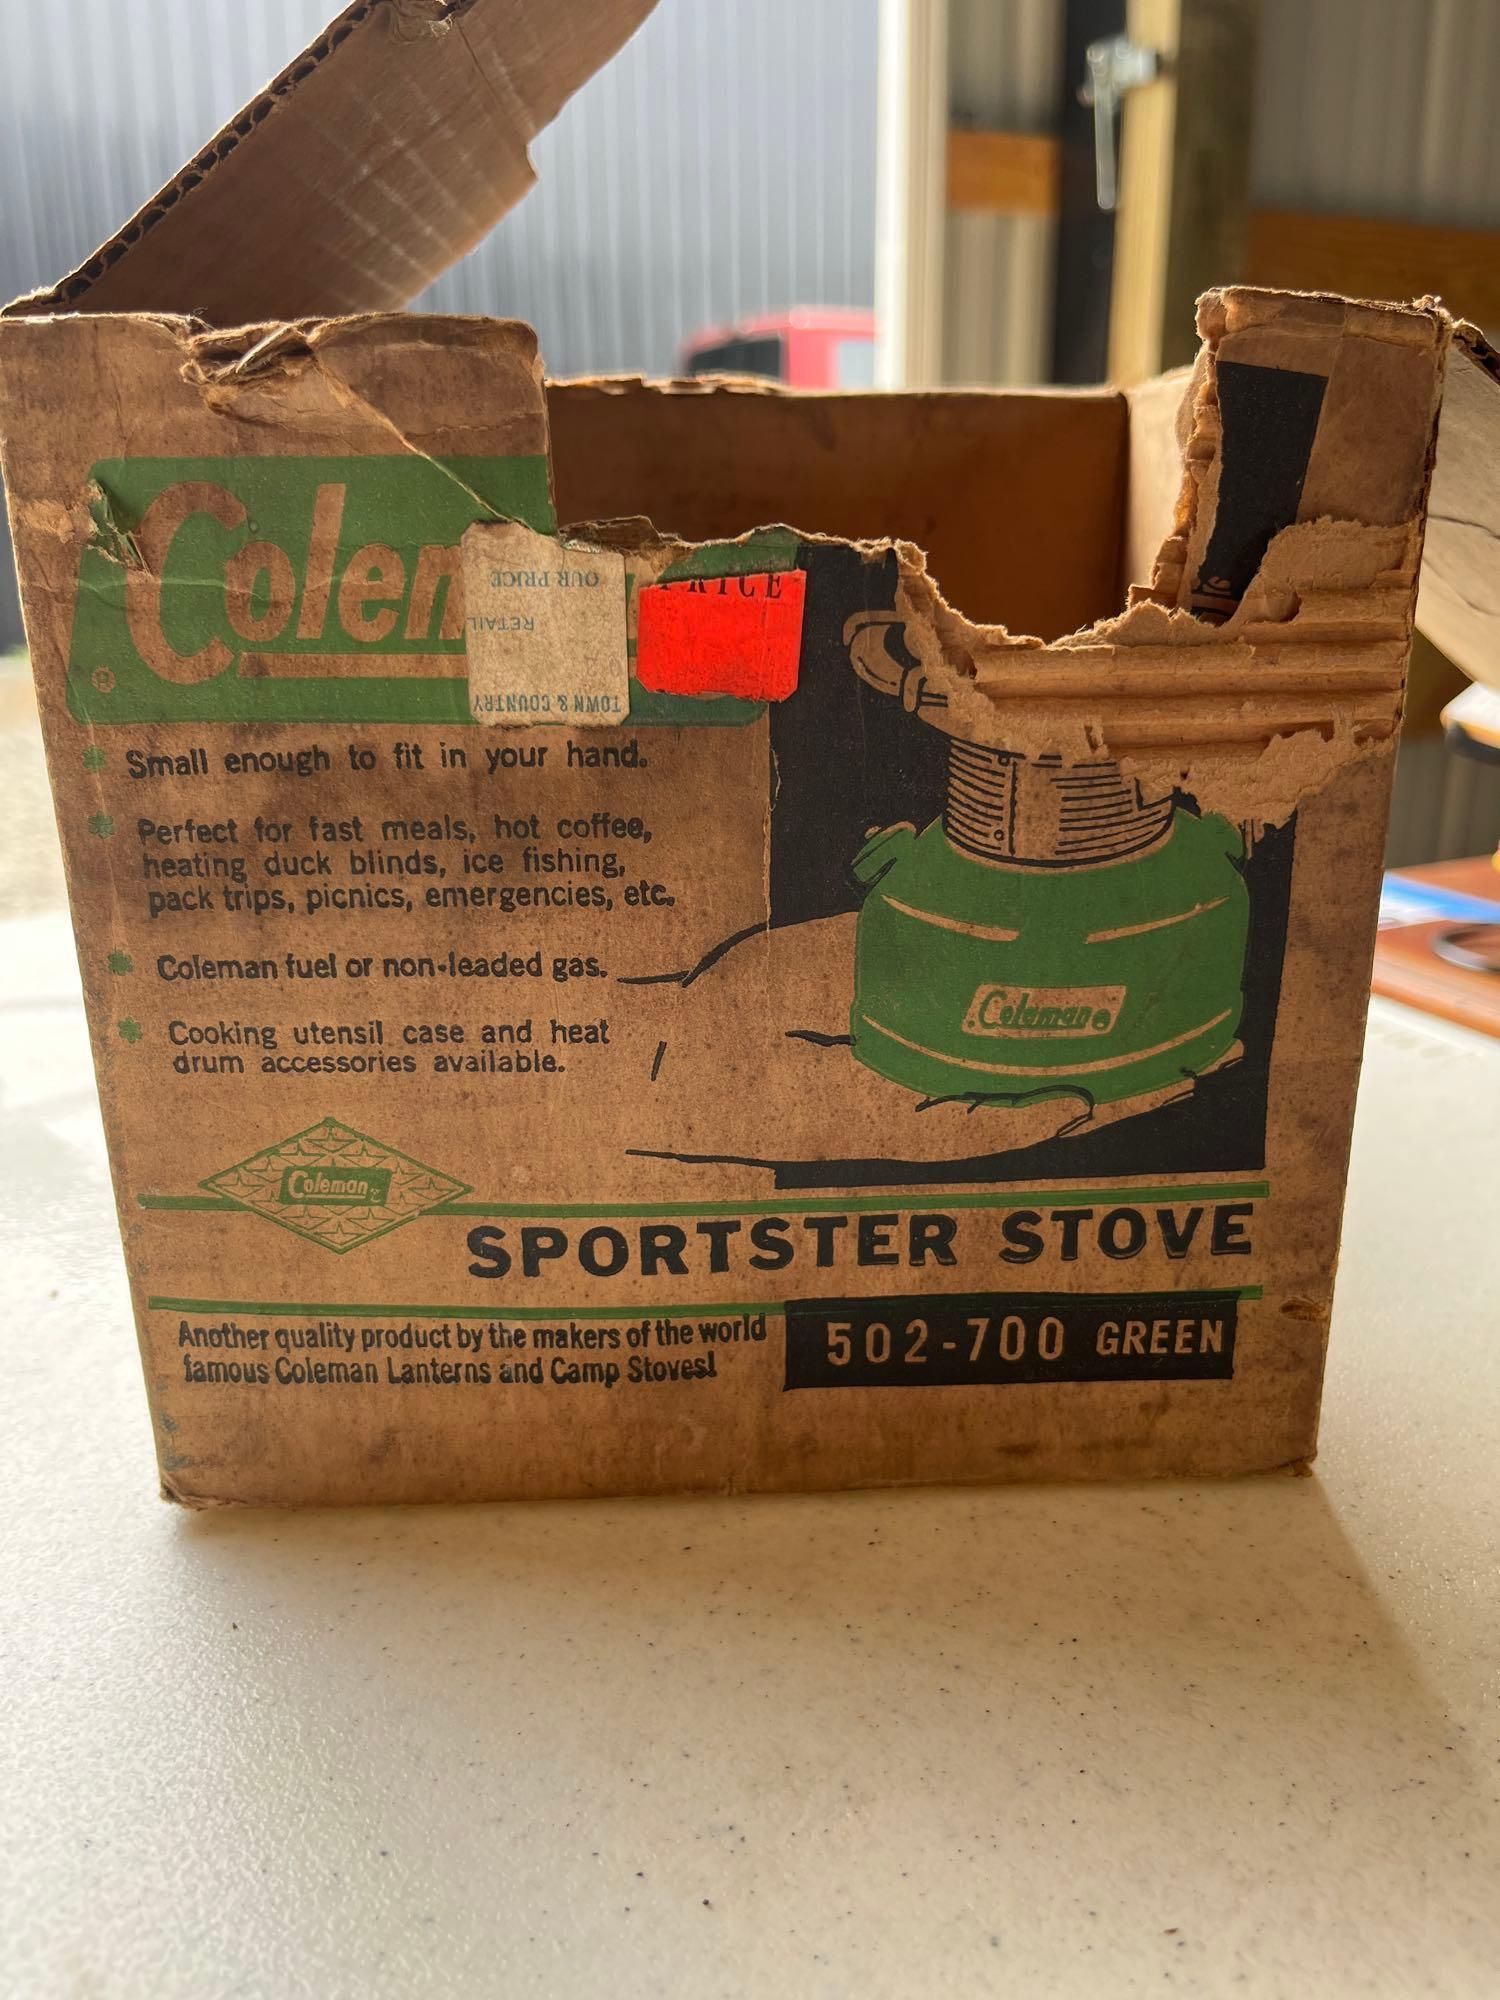 Colem
®
OUR PRICE
RETAIL
TOWN & COUNTRY
Small enough to fit in your hand.
Perfect for fast meals, hot coffee,
heating duck blinds, ice fishing,
pack trips, picnics, emergencies, etc.
Coleman fuel or non-leaded gas.
Cooking utensil case and heat
drum accessories available.
Coleman
Coleman
SPORTSTER STOVE
Another quality product by the makers of the world
famous Coleman Lanterns and Camp Stoves!
502-700 GREEN